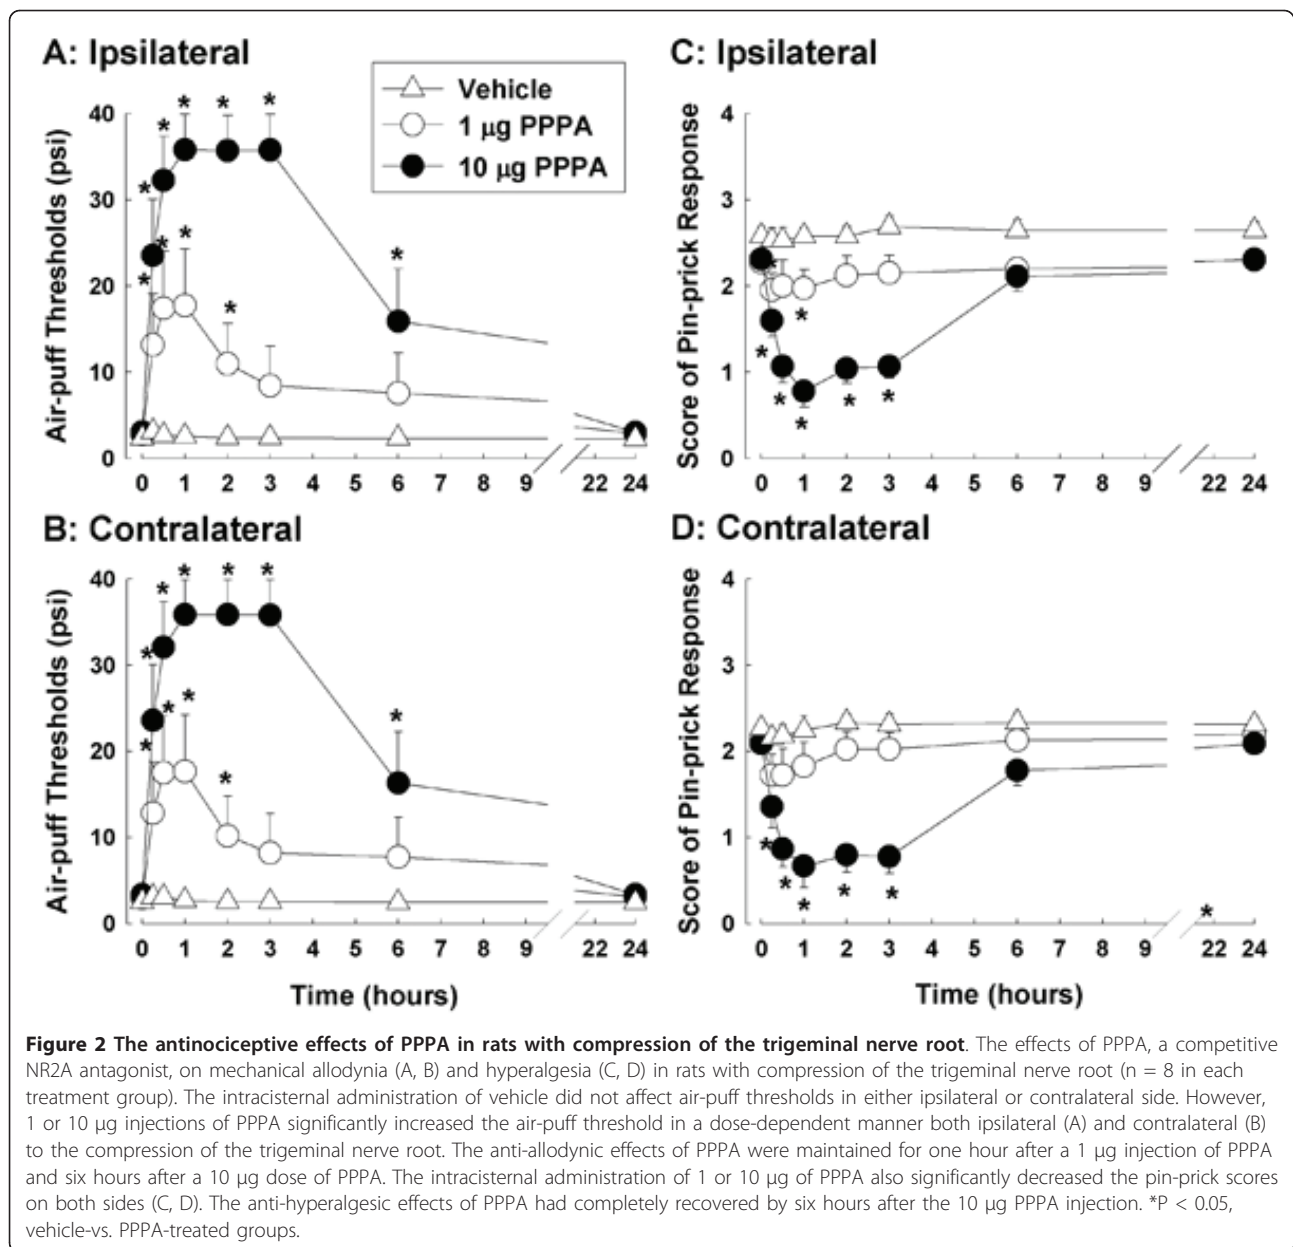 A: Ipsilateral
Vehicle
1 μg PPPA
10 μg PPPA
Air-puff Thresholds (psi)
40
30
20
10
0
0 1 2 3 4 5 6 7 8 9 22 24
C: Ipsilateral
Score of Pin-prick Response
4
3
2
1
0
0 1 2 3 4 5 6 7 8 9 22 24
B: Contralateral
Air-puff Thresholds (psi)
40
30
20
10
0
0 1 2 3 4 5 6 7 8 9 22 24
Time (hours)
D: Contralateral
Score of Pin-prick Response
4
3
2
1
0
0 1 2 3 4 5 6 7 8 9 22 24
Time (hours)
Figure 2 The antinociceptive effects of PPPA in rats with compression of the trigeminal nerve root. The effects of PPPA, a competitive
NR2A antagonist, on mechanical allodynia (A, B) and hyperalgesia (C, D) in rats with compression of the trigeminal nerve root (n = 8 in each
treatment group). The intracisternal administration of vehicle did not affect air-puff thresholds in either ipsilateral or contralateral side. However,
1 or 10 μg injections of PPPA significantly increased the air-puff threshold in a dose-dependent manner both ipsilateral (A) and contralateral (B)
to the compression of the trigeminal nerve root. The anti-allodynic effects of PPPA were maintained for one hour after a 1 μg injection of PPPA
and six hours after a 10 μg dose of PPPA. The intracisternal administration of 1 or 10 μg of PPPA also significantly decreased the pin-prick scores
on both sides (C, D). The anti-hyperalgesic effects of PPPA had completely recovered by six hours after the 10 μg PPPA injection. *P < 0.05,
vehicle-vs. PPPA-treated groups.